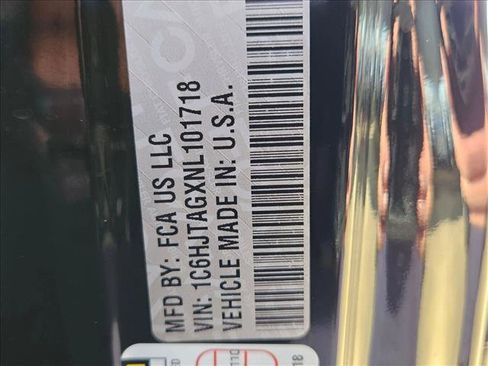 MFD BY: FCA US LLC
VIN: 1C6HJTAGXNL101718
VEHICLE MADE IN: U.S.A.